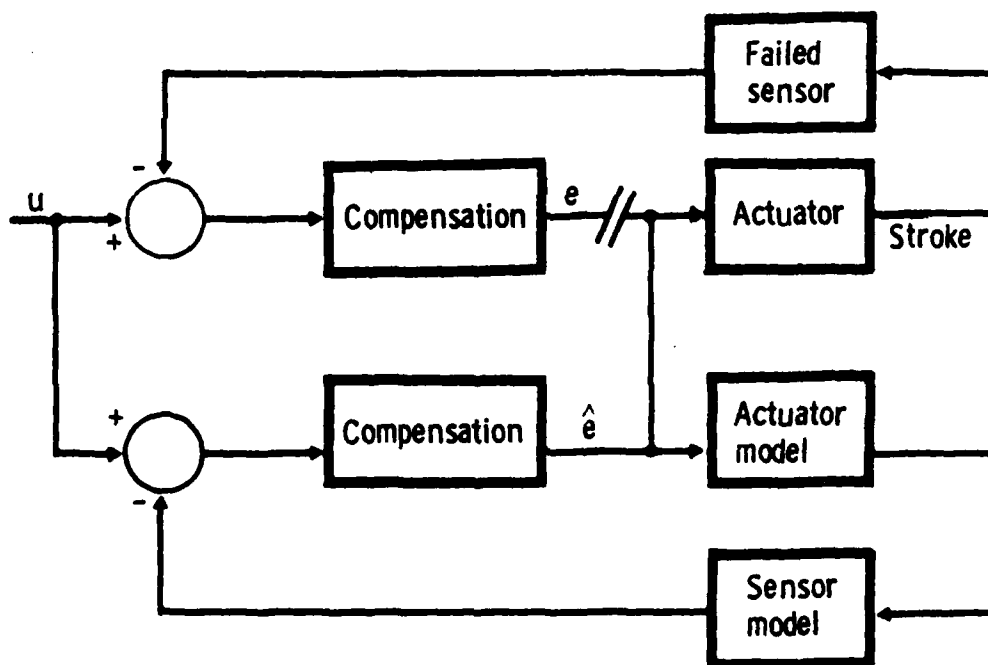 Failed
sensor
-
u
+
Compensation
e
Actuator
Stroke
+
Compensation
ê
Actuator
model
-
Sensor
model